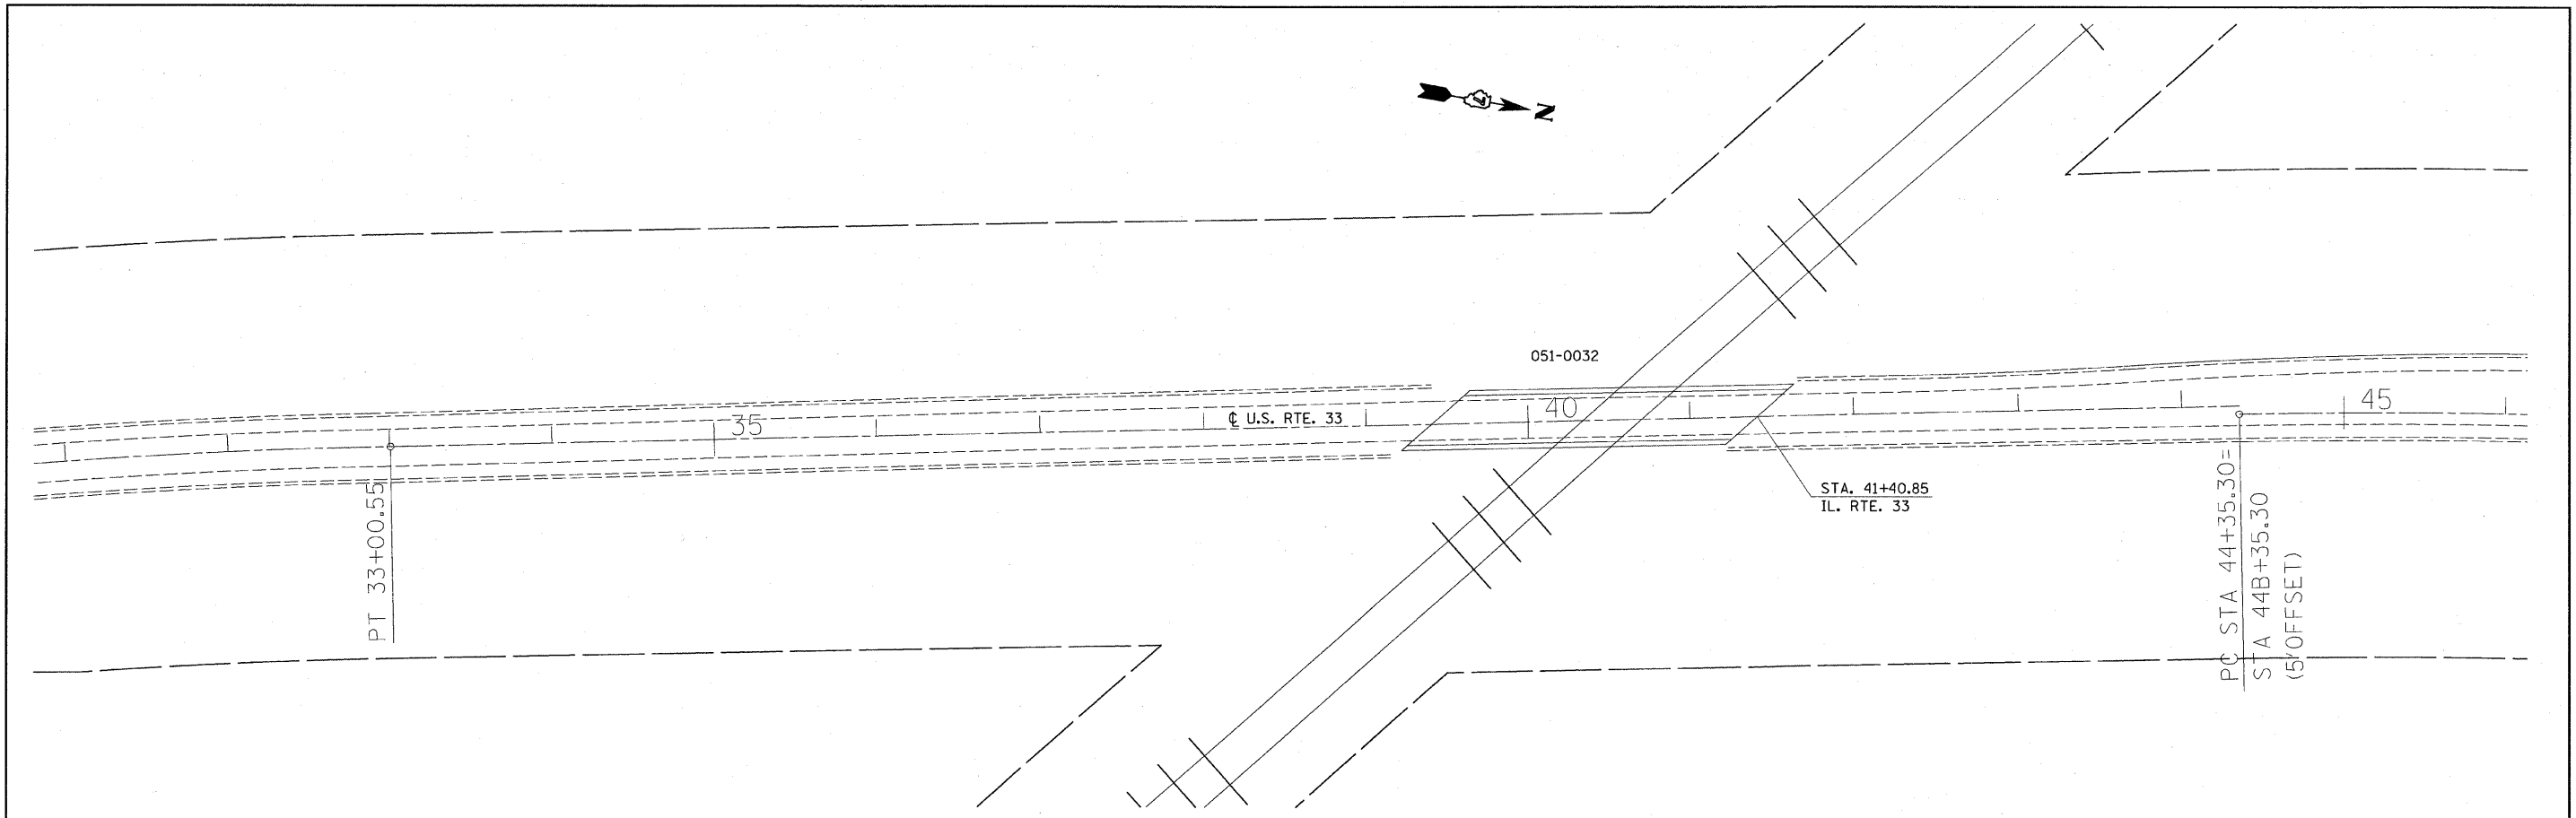 N
051-0032
35
℄ U.S. RTE. 33
40
45
STA. 41+40.85
IL. RTE. 33
PT 33+00.55
PC STA 44+35.30=
STA 44B+35.30
(5'OFFSET)